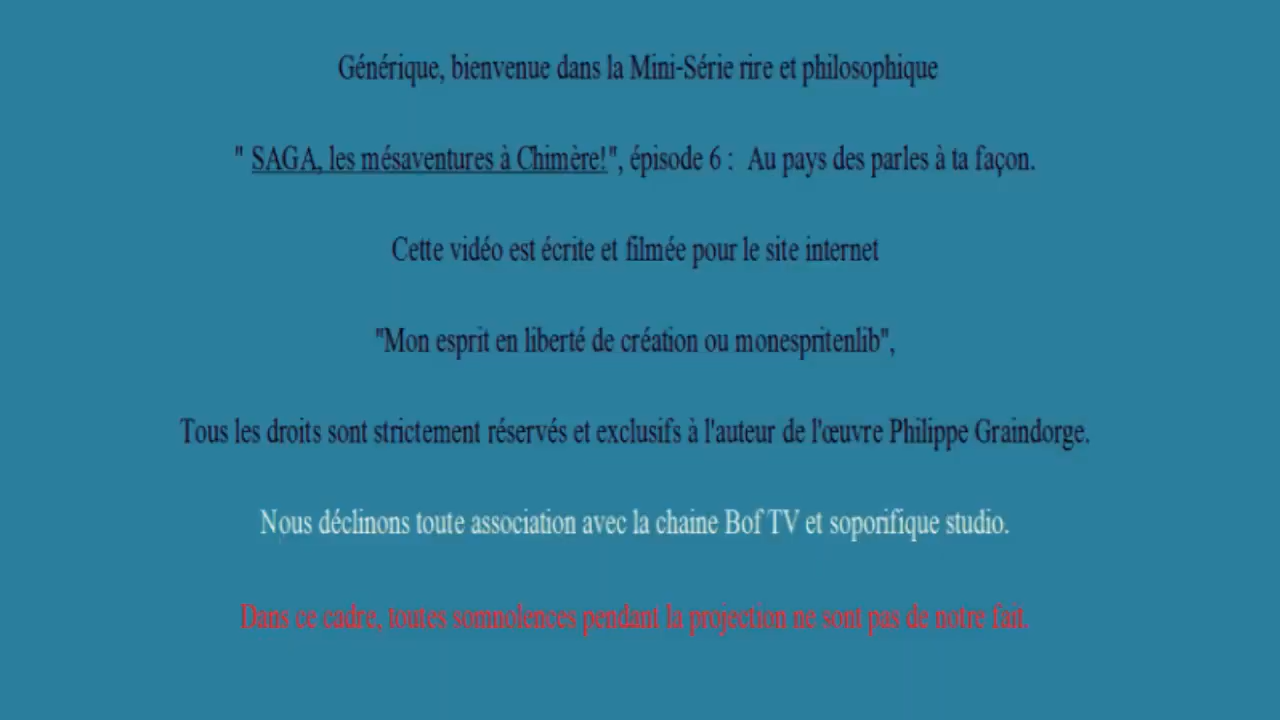 Générique, bienvenue dans la Mini-Série rire et philosophique
" SAGA, les mésaventures à Chimère!", épisode 6 :  Au pays des parles à ta façon.
Cette vidéo est écrite et filmée pour le site internet
"Mon esprit en liberté de création ou monespritenlib",
Tous les droits sont strictement réservés et exclusifs à l'auteur de l'œuvre Philippe Graindorge.
Nous déclinons toute association avec la chaine Bof TV et soporifique studio.
Dans ce cadre, toutes somnolences pendant la projection ne sont pas de notre fait.